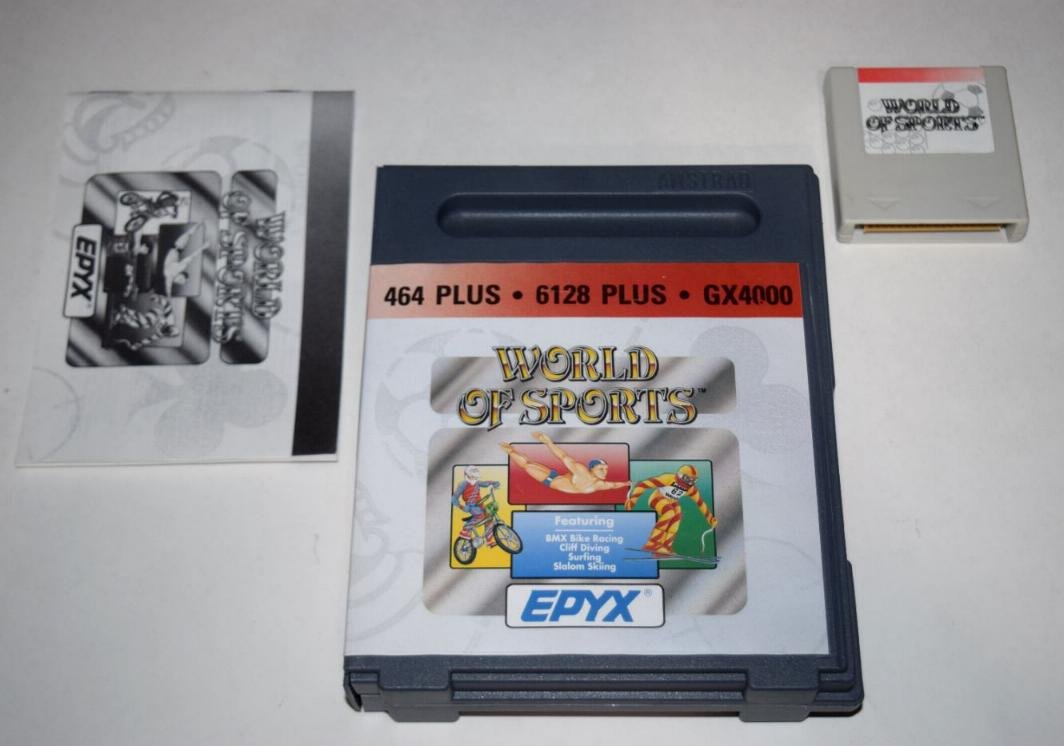 AMSTRAD
464 PLUS • 6128 PLUS • GX4000
WORLD
OF SPORTS™
Featuring
BMX Bike Racing
Cliff Diving
Surfing
Slalom Skiing
EPYX®
WORLD
OF SPORTS
EPYX
WORLD
OF SPORTS™